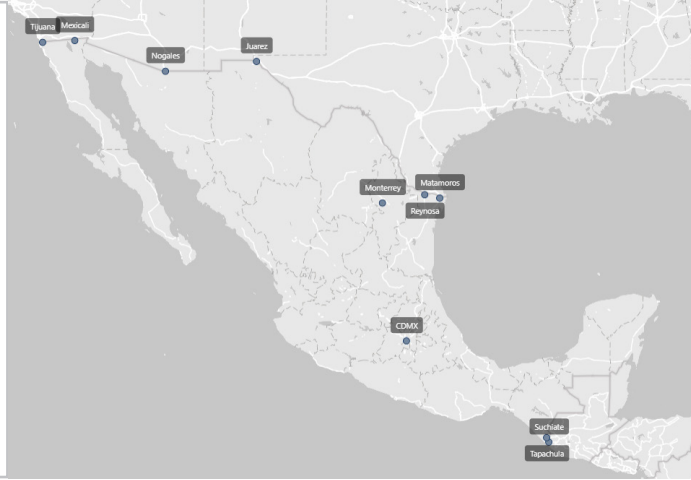 Tijuana
Mexicali
Nogales
Juarez
Monterrey
Matamoros
Reynosa
CDMX
Suchiate
Tapachula